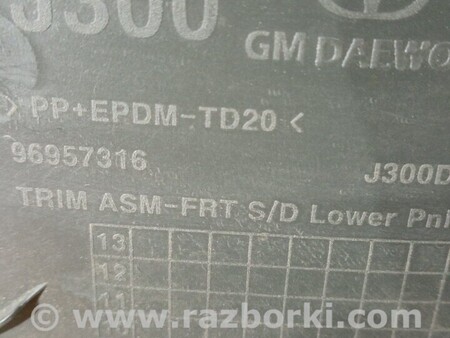 J300
GM DAEWO
> PP+EPDM-TD20 <
96957316 J300D
TRIM ASM-FRT S/D Lower Pnl
13
12
11
10
© www.razborki.com